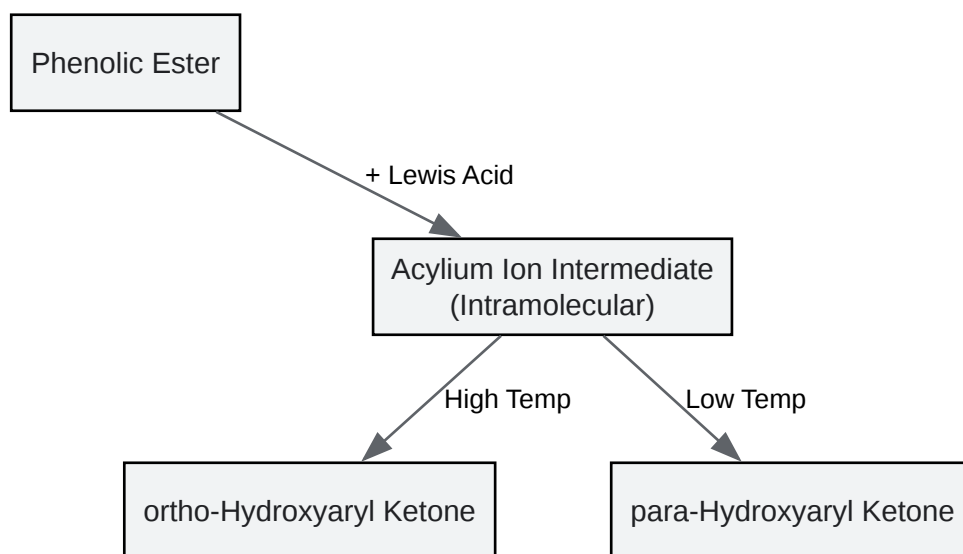 Phenolic Ester
+ Lewis Acid
Acylium Ion Intermediate
(Intramolecular)
High Temp
Low Temp
ortho-Hydroxyaryl Ketone
para-Hydroxyaryl Ketone